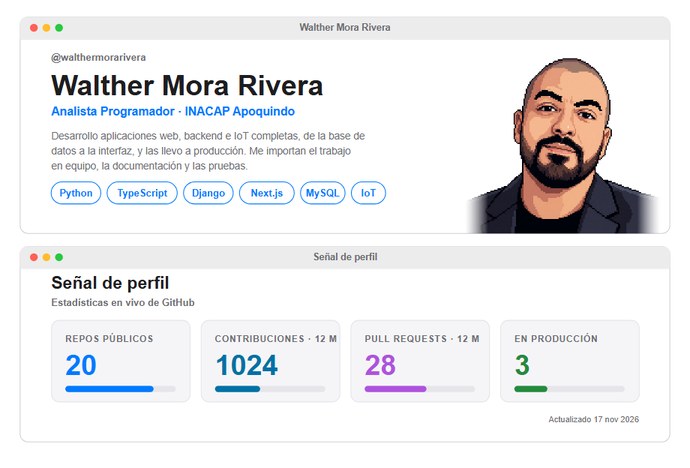 Walther Mora Rivera
@walthermorarivera
Walther Mora Rivera
Analista Programador · INACAP Apoquindo
Desarrollo aplicaciones web, backend e IoT completas, de la base de
datos a la interfaz, y las llevo a producción. Me importan el trabajo
en equipo, la documentación y las pruebas.
Python TypeScript Django Next.js MySQL IoT
Señal de perfil
Señal de perfil
Estadísticas en vivo de GitHub
REPOS PÚBLICOS CONTRIBUCIONES · 12 M PULL REQUESTS · 12 M EN PRODUCCIÓN
20 1024 28 3
Actualizado 17 nov 2026